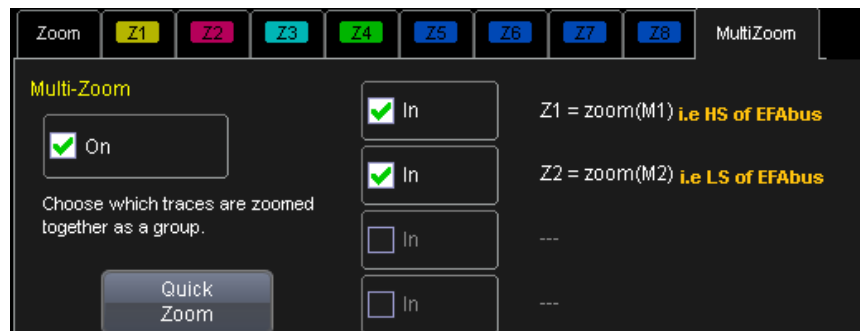 Zoom Z1 Z2 Z3 Z4 Z5 Z6 Z7 Z8 MultiZoom
Multi-Zoom
On
Choose which traces are zoomed
together as a group.
Quick
Zoom
In Z1 = zoom(M1) i.e HS of EFAbus
In Z2 = zoom(M2) i.e LS of EFAbus
In ---
In ---